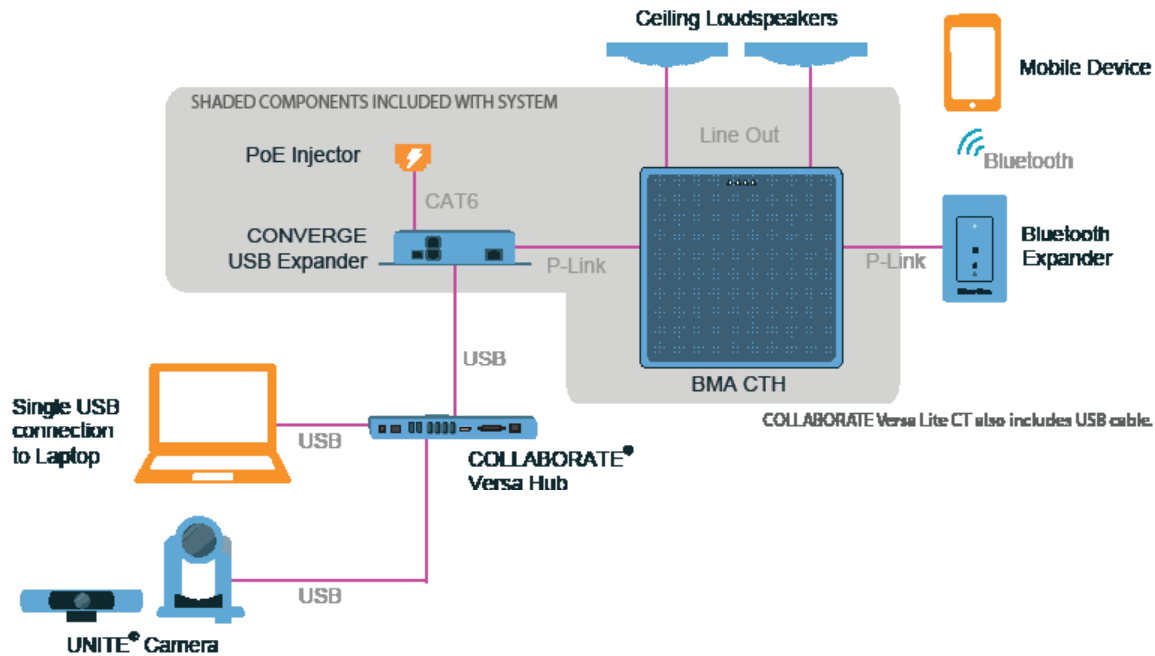 Ceiling Loudspeakers
Mobile Device
SHADED COMPONENTS INCLUDED WITH SYSTEM
Line Out
PoE Injector
Bluetooth
CAT6
CONVERGE
USB Expander
P-Link
P-Link
Bluetooth
Expander
USB
BMA CTH
Single USB
connection
to Laptop
USB
COLLABORATE®
Versa Hub
COLLABORATE Versa Lite CT also includes USB cable.
USB
UNITE® Camera